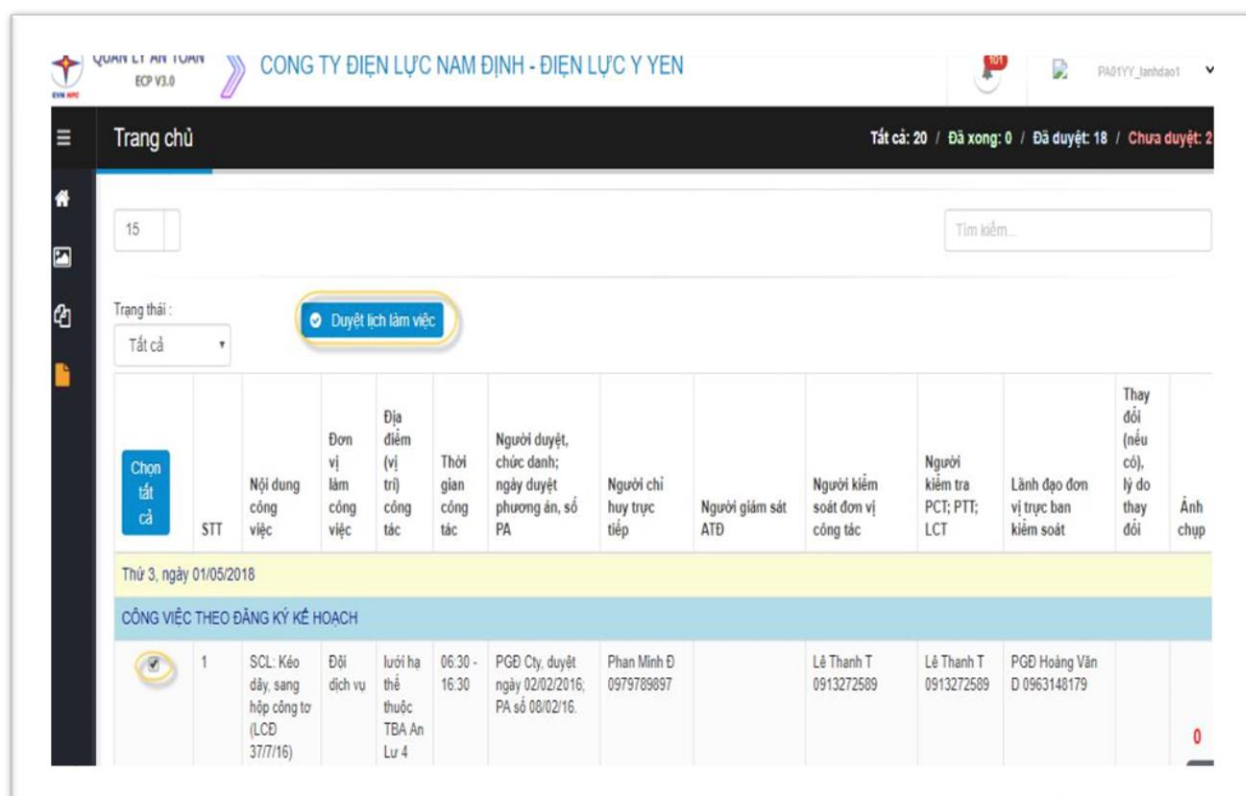 QUẢN LÝ AN TOÀN
ECP V3.0
EVN NPC
CÔNG TY ĐIỆN LỰC NAM ĐỊNH - ĐIỆN LỰC Ý YÊN
101
PA01YY_lanhdao1
Trang chủ
Tất cả: 20 / Đã xong: 0 / Đã duyệt: 18 / Chưa duyệt: 2
15
Tìm kiếm...
Trạng thái :
Tất cả
Duyệt lịch làm việc
Chọn tất cả
STT
Nội dung công việc
Đơn vị làm công việc
Địa điểm (vị trí) công tác
Thời gian công tác
Người duyệt, chức danh; ngày duyệt phương án, số PA
Người chỉ huy trực tiếp
Người giám sát ATĐ
Người kiểm soát đơn vị công tác
Người kiểm tra PCT; PTT; LCT
Lãnh đạo đơn vị trực ban kiểm soát
Thay đổi (nếu có), lý do thay đổi
Ảnh chụp
Thứ 3, ngày 01/05/2018
CÔNG VIỆC THEO ĐĂNG KÝ KẾ HOẠCH
1
SCL: Kéo dây, sang hộp công tơ (LCĐ 37/7/16)
Đội dịch vụ
lưới hạ thế thuộc TBA An Lư 4
06:30 - 16:30
PGĐ Cty, duyệt ngày 02/02/2016; PA số 08/02/16.
Phan Minh Đ 0979789897
Lê Thanh T 0913272589
Lê Thanh T 0913272589
PGĐ Hoàng Văn D 0963148179
0